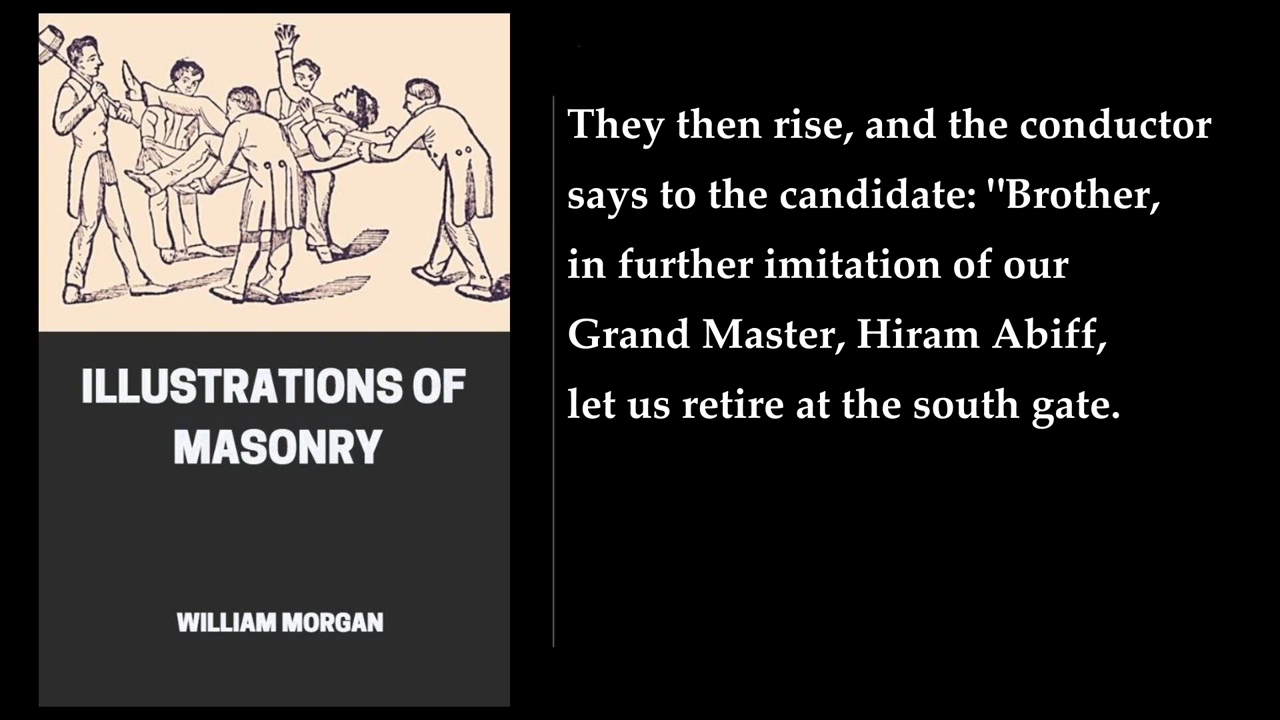 ILLUSTRATIONS OF
MASONRY
WILLIAM MORGAN
They then rise, and the conductor
says to the candidate: "Brother,
in further imitation of our
Grand Master, Hiram Abiff,
let us retire at the south gate.